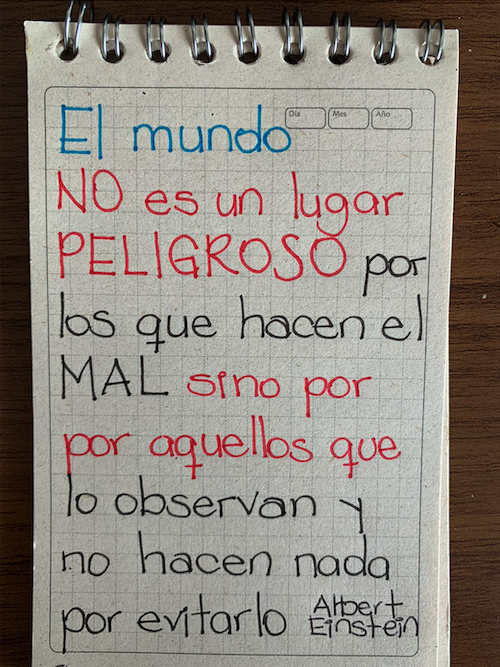 Día Mes Año
El mundo
NO es un lugar
PELIGROSO por
los que hacen el
MAL sino por
por aquellos que
lo observan y
no hacen nada
por evitarlo Albert
Einstein